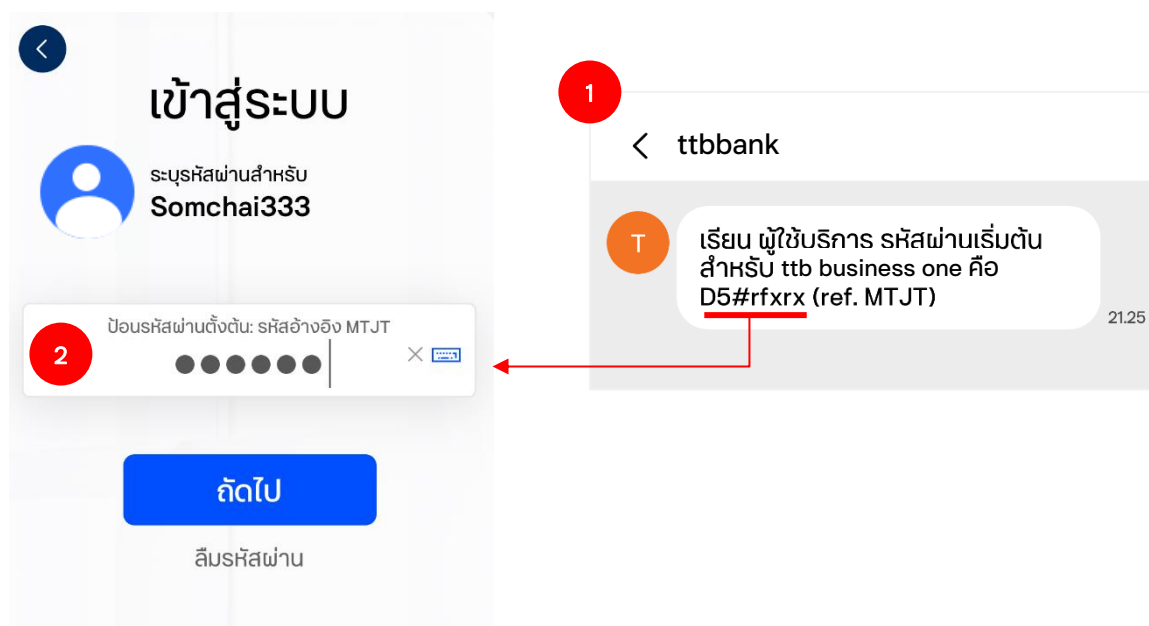 เข้าสู่ระบบ
ระบุรหัสผ่านสำหรับ
Somchai333
2
ป้อนรหัสผ่านตั้งต้น: รหัสอ้างอิง MTJT
ถัดไป
ลืมรหัสผ่าน
1
ttbbank
T
เรียน ผู้ใช้บริการ รหัสผ่านเริ่มต้น
สำหรับ ttb business one คือ
D5#rfxrx (ref. MTJT)
21.25